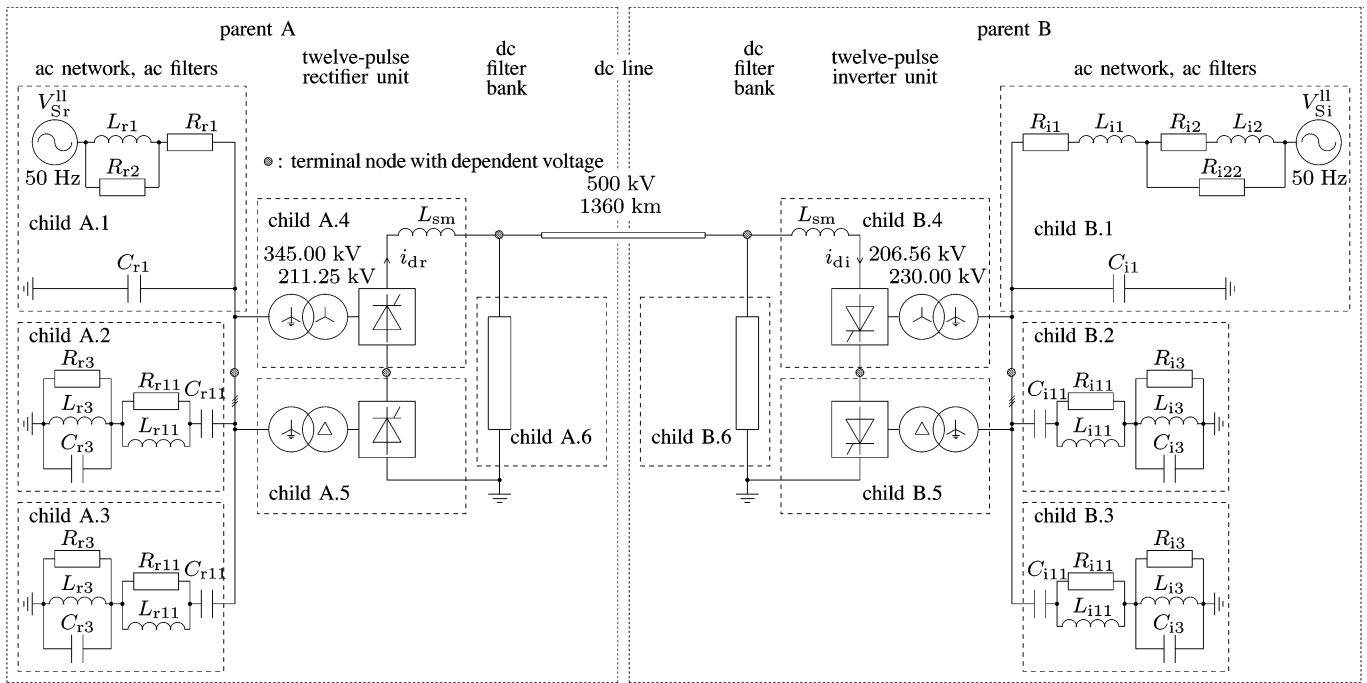 parent A
parent B
ac network, ac filters
twelve-pulse
rectifier unit
dc
filter
bank
dc line
dc
filter
bank
twelve-pulse
inverter unit
ac network, ac filters
V_Sr^ll
L_r1
R_r1
R_r2
50 Hz
child A.1
C_r1
: terminal node with dependent voltage
500 kV
1360 km
R_i1
L_i1
R_i2
L_i2
V_Si^ll
R_i22
50 Hz
child B.1
C_i1
child A.4
L_sm
345.00 kV
211.25 kV
i_dr
L_sm
child B.4
i_di
206.56 kV
230.00 kV
child A.2
R_r3
R_r11
C_r11
L_r3
L_r11
C_r3
child A.5
child A.6
child B.6
child B.5
child B.2
R_i3
C_i11
R_i11
L_i3
L_i11
C_i3
child A.3
R_r3
R_r11
C_r11
L_r3
L_r11
C_r3
child B.3
R_i3
C_i11
R_i11
L_i3
L_i11
C_i3